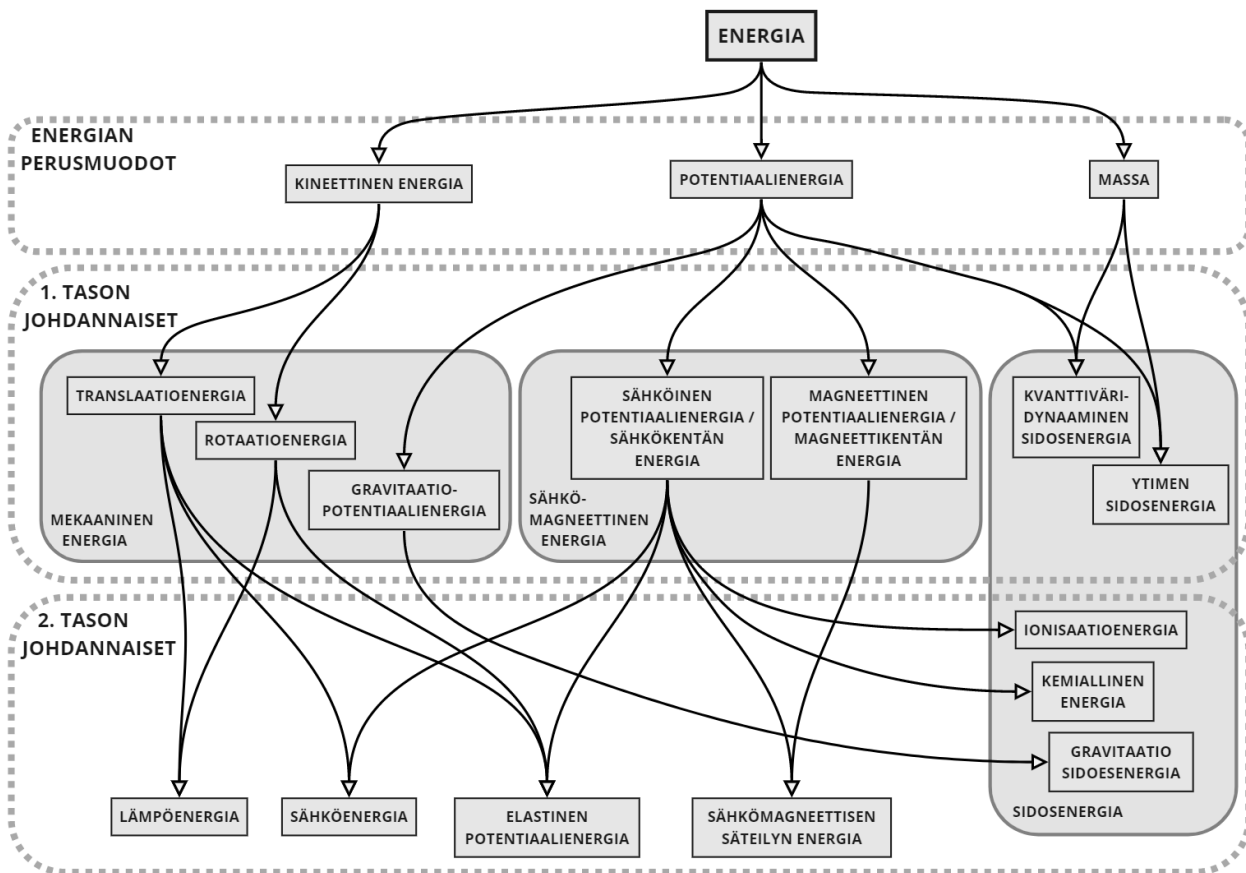 ENERGIA
ENERGIAN
PERUSMUODOT
KINEETTINEN ENERGIA
POTENTIAALIENERGIA
MASSA
1. TASON
JOHDANNAISET
TRANSLAATIOENERGIA
ROTAATIOENERGIA
GRAVITAATIO-
POTENTIAALIENERGIA
MEKAANINEN
ENERGIA
SÄHKÖINEN
POTENTIAALIENERGIA /
SÄHKÖKENTÄN
ENERGIA
MAGNEETTINEN
POTENTIAALIENERGIA /
MAGNEETTIKENTÄN
ENERGIA
SÄHKÖ-
MAGNEETTINEN
ENERGIA
KVANTTIVÄRI-
DYNAAMINEN
SIDOSENERGIA
YTIMEN
SIDOSENERGIA
2. TASON
JOHDANNAISET
IONISAATIOENERGIA
KEMIALLINEN
ENERGIA
GRAVITAATIO
SIDOESENERGIA
SIDOSENERGIA
LÄMPÖENERGIA
SÄHKÖENERGIA
ELASTINEN
POTENTIAALIENERGIA
SÄHKÖMAGNEETTISEN
SÄTEILYN ENERGIA